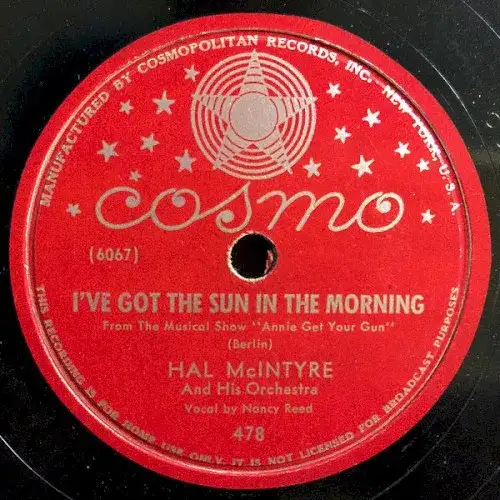 MANUFACTURED BY COSMOPOLITAN RECORDS, INC. NEW YORK, U.S.A.
cosmo
(6067)
I'VE GOT THE SUN IN THE MORNING
From The Musical Show "Annie Get Your Gun"
(Berlin)
HAL McINTYRE
And His Orchestra
Vocal by Nancy Reed
478
THIS RECORDING IS FOR HOME USE ONLY. IT IS NOT LICENSED FOR BROADCAST PURPOSES